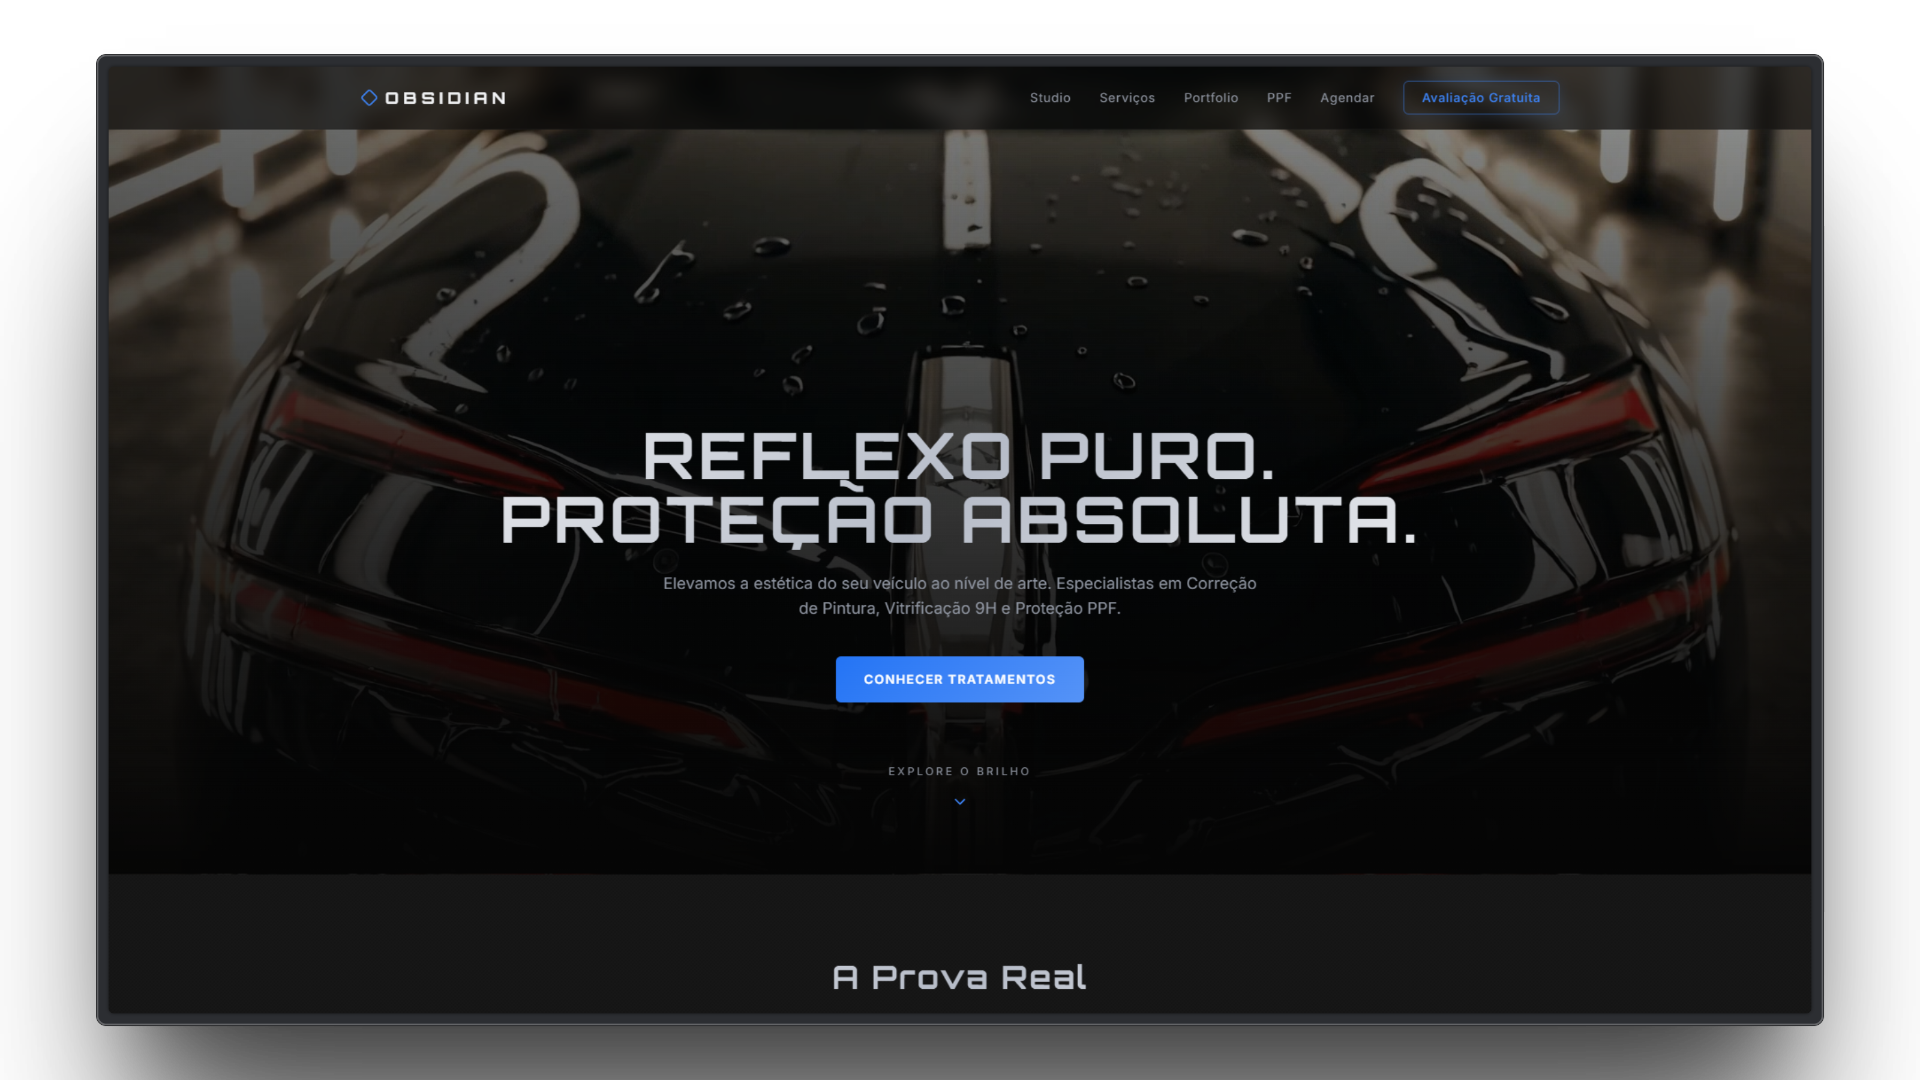 OBSIDIAN
Studio
Serviços
Portfolio
PPF
Agendar
Avaliação Gratuita
REFLEXO PURO.
PROTEÇÃO ABSOLUTA.
Elevamos a estética do seu veículo ao nível de arte. Especialistas em Correção
de Pintura, Vitrificação 9H e Proteção PPF.
CONHECER TRATAMENTOS
EXPLORE O BRILHO
A Prova Real